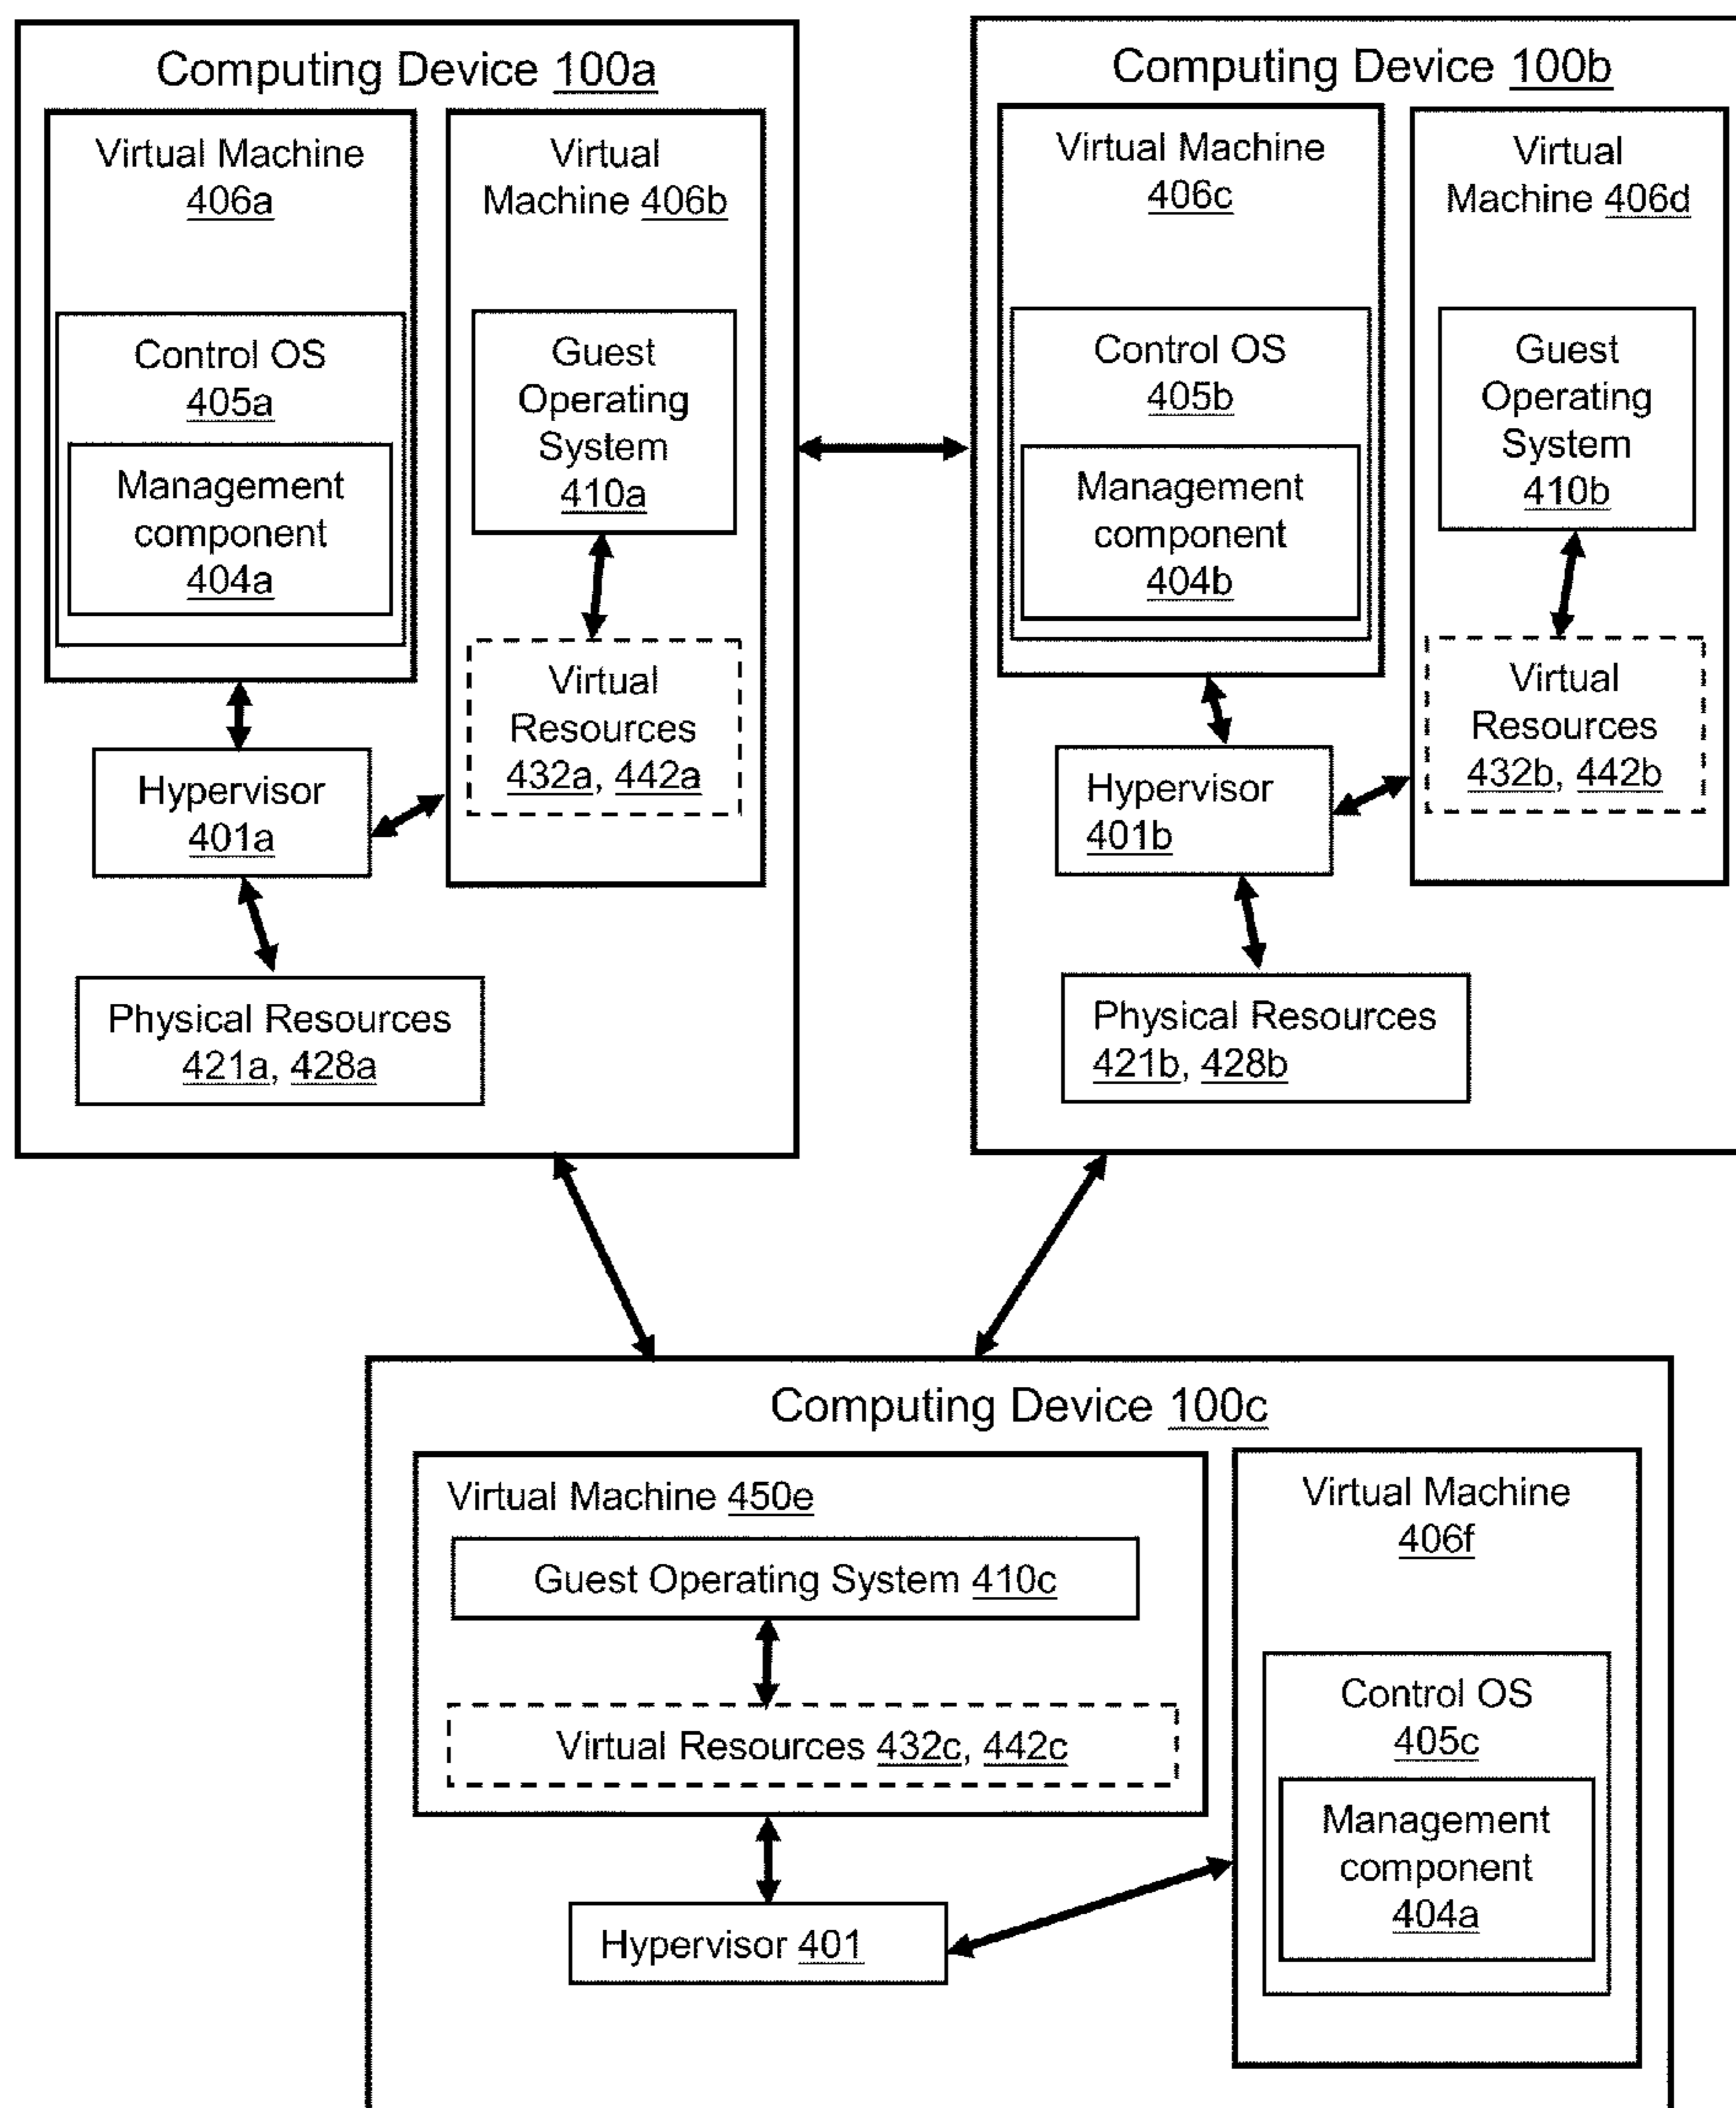 Computing Device 100a
Virtual Machine
406a
Control OS
405a
Management
component
404a
Virtual
Machine 406b
Guest
Operating
System
410a
Virtual
Resources
432a, 442a
Hypervisor
401a
Physical Resources
421a, 428a
Computing Device 100b
Virtual Machine
406c
Control OS
405b
Management
component
404b
Virtual
Machine 406d
Guest
Operating
System
410b
Virtual
Resources
432b, 442b
Hypervisor
401b
Physical Resources
421b, 428b
Computing Device 100c
Virtual Machine 450e
Guest Operating System 410c
Virtual Resources 432c, 442c
Hypervisor 401
Virtual Machine
406f
Control OS
405c
Management
component
404a